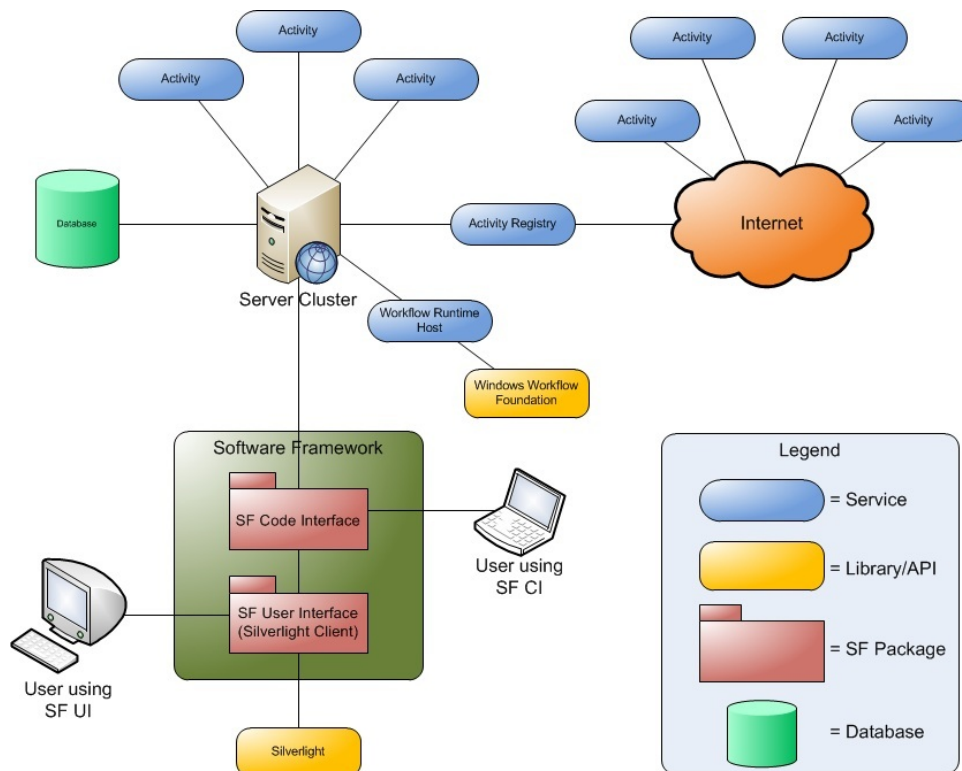 Activity
Activity
Activity
Activity
Activity
Activity
Activity
Database
Activity Registry
Internet
Server Cluster
Workflow Runtime
Host
Windows Workflow
Foundation
Software Framework
SF Code Interface
User using
SF CI
SF User Interface
(Silverlight Client)
User using
SF UI
Silverlight
Legend
= Service
= Library/API
= SF Package
= Database